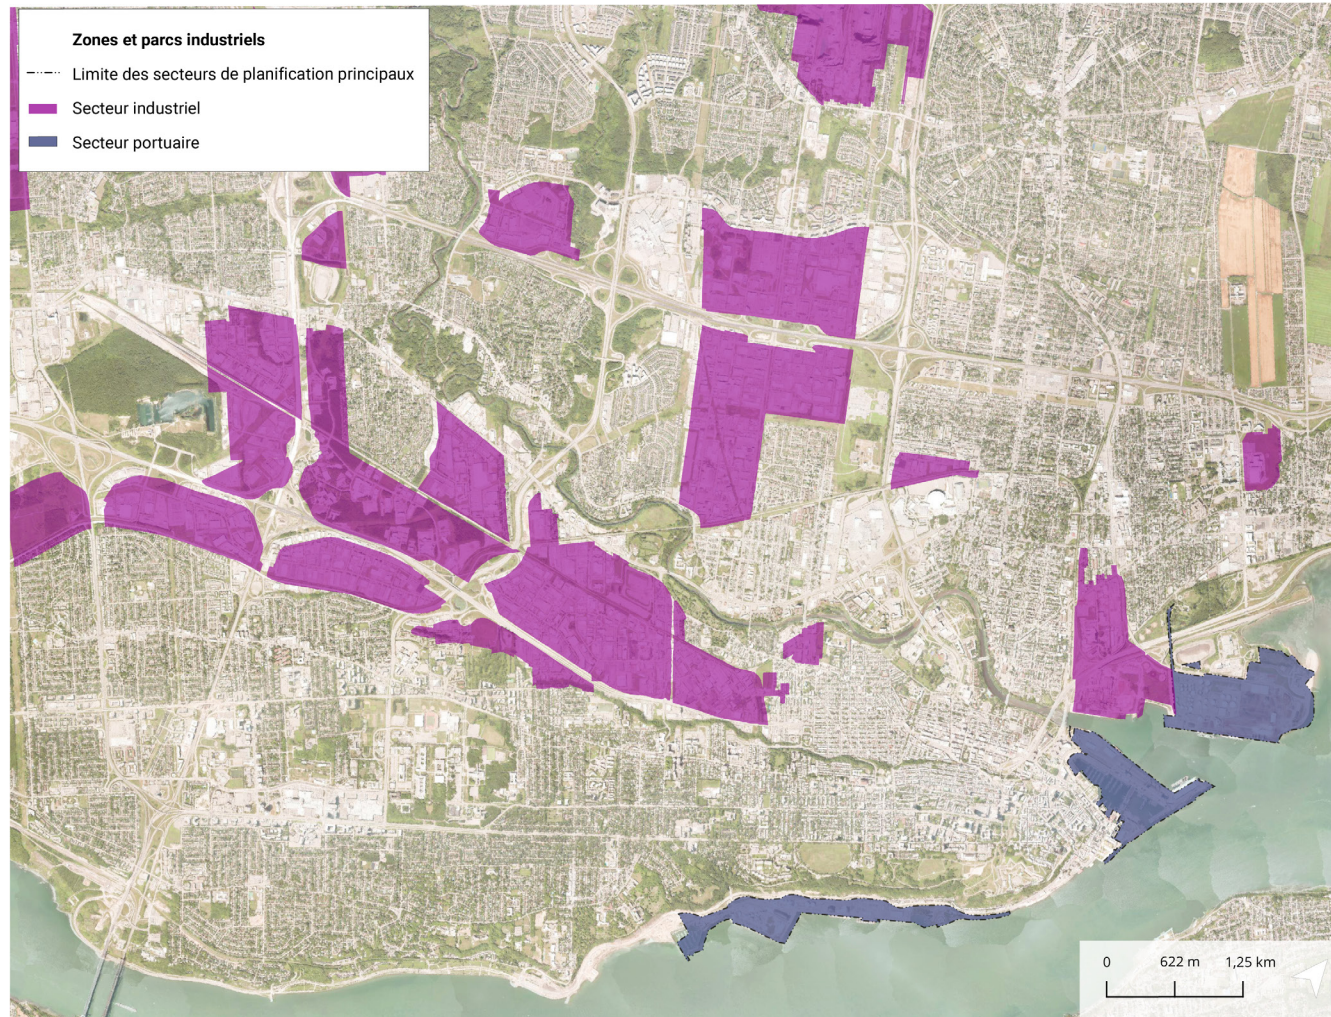 Zones et parcs industriels
Limite des secteurs de planification principaux
Secteur industriel
Secteur portuaire
0 622 m 1,25 km